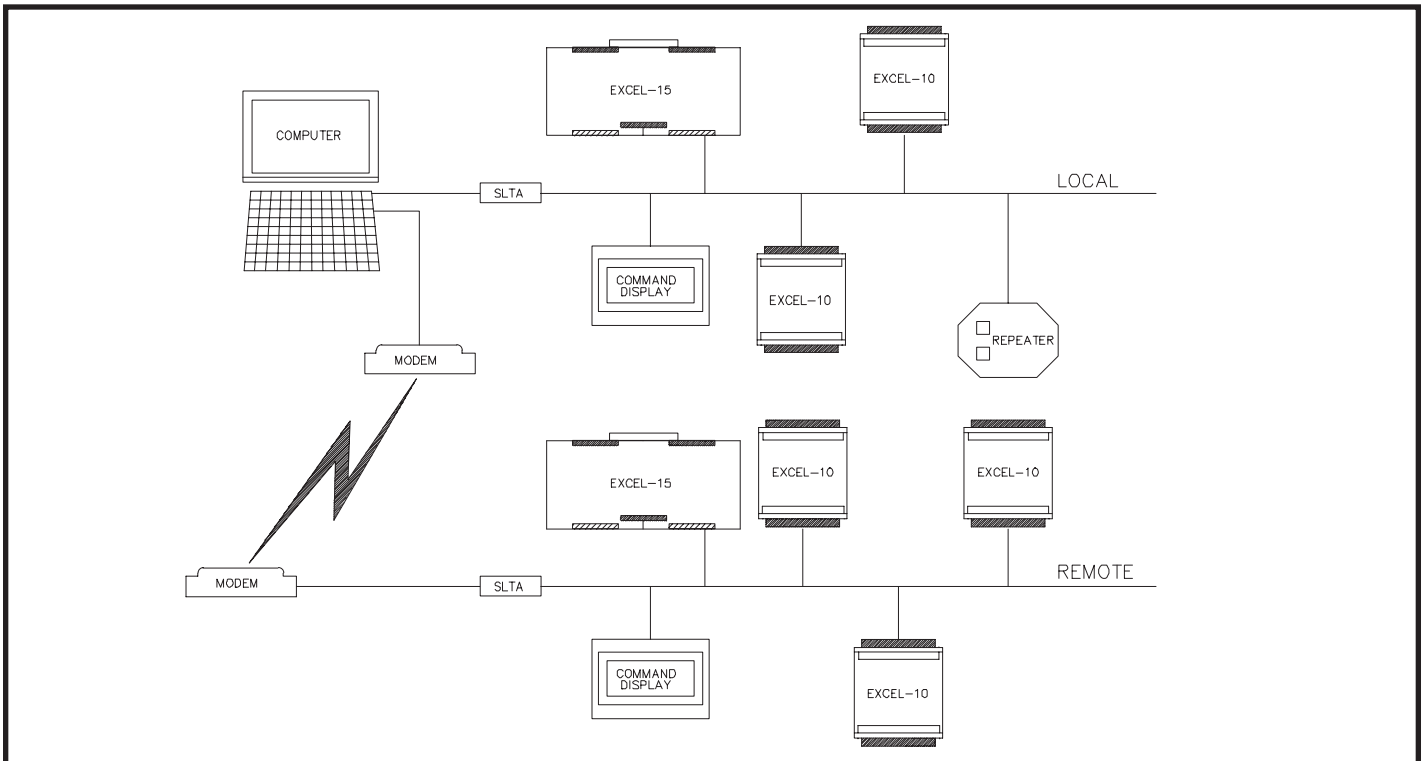 EXCEL-15
EXCEL-10
COMPUTER
LOCAL
SLTA
COMMAND
DISPLAY
EXCEL-10
REPEATER
MODEM
EXCEL-15
EXCEL-10
EXCEL-10
REMOTE
MODEM
SLTA
COMMAND
DISPLAY
EXCEL-10